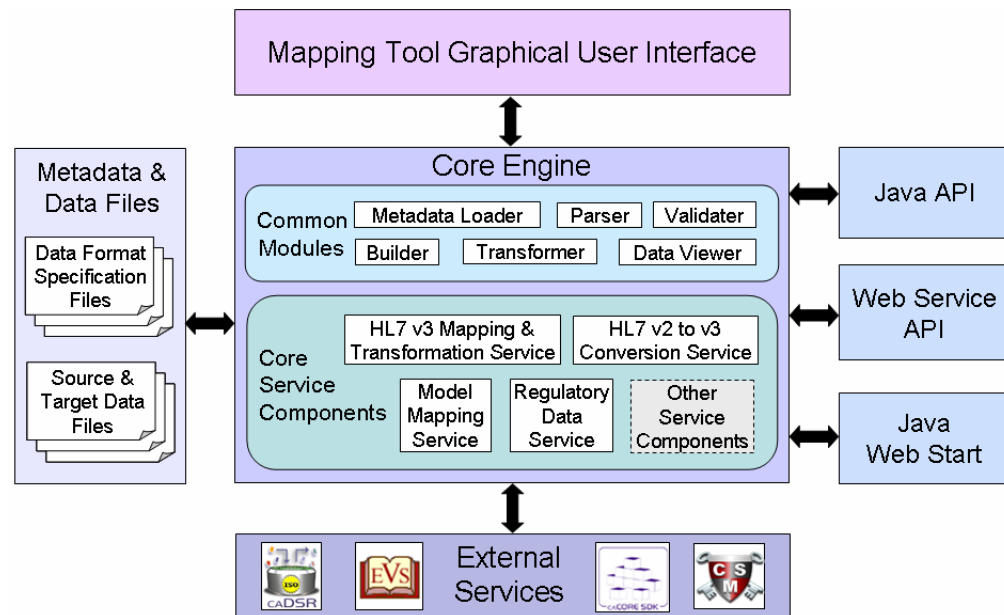 Mapping Tool Graphical User Interface
Metadata &
Data Files
Data Format
Specification
Files
Source &
Target Data
Files
Core Engine
Common
Modules
Metadata Loader
Parser
Validater
Builder
Transformer
Data Viewer
Core
Service
Components
HL7 v3 Mapping &
Transformation Service
HL7 v2 to v3
Conversion Service
Model
Mapping
Service
Regulatory
Data
Service
Other
Service
Components
Java API
Web Service
API
Java
Web Start
External
Services
ISO
caDSR
EVS
caCORE SDK
C S
M